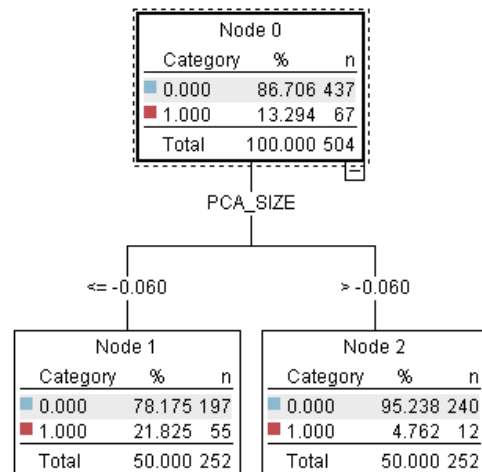 Node 0
Category % n
0.000 86.706 437
1.000 13.294 67
Total 100.000 504
PCA_SIZE
<= -0.060
> -0.060
Node 1
Category % n
0.000 78.175 197
1.000 21.825 55
Total 50.000 252
Node 2
Category % n
0.000 95.238 240
1.000 4.762 12
Total 50.000 252